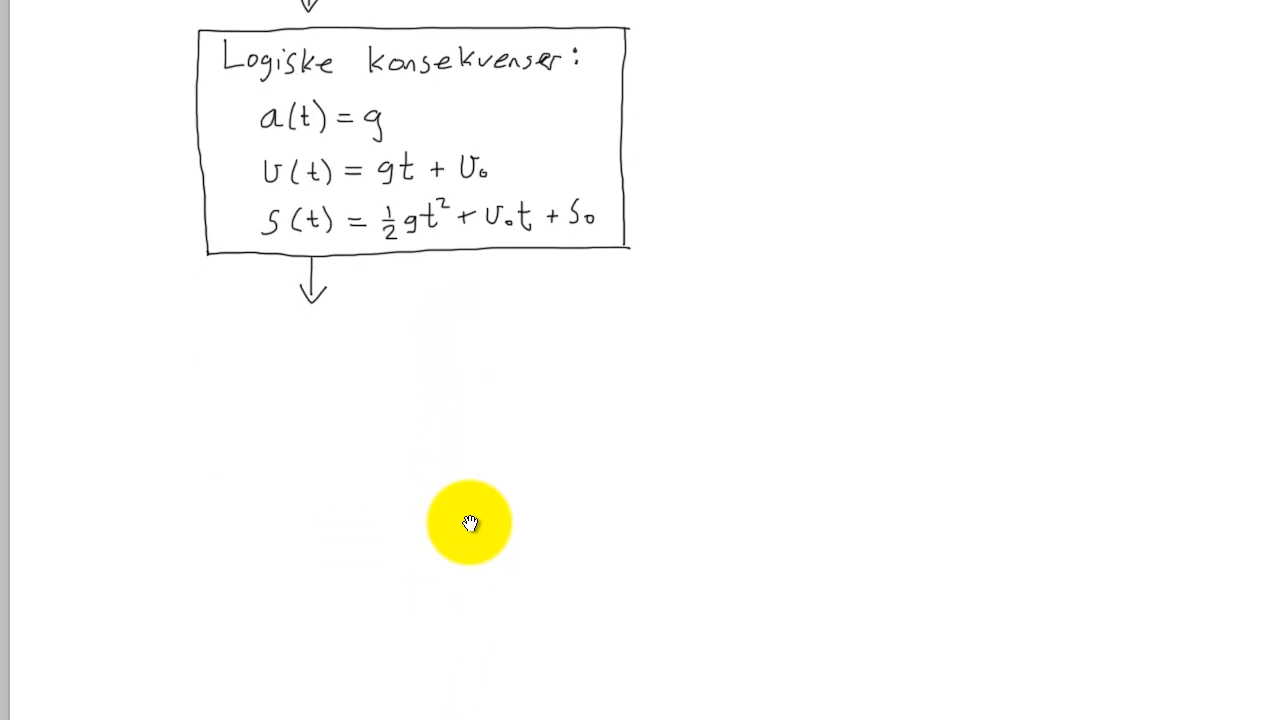 Logiske konsekvenser:
a(t) = g
v(t) = gt + v₀
s(t) = ½gt² + v₀t + s₀